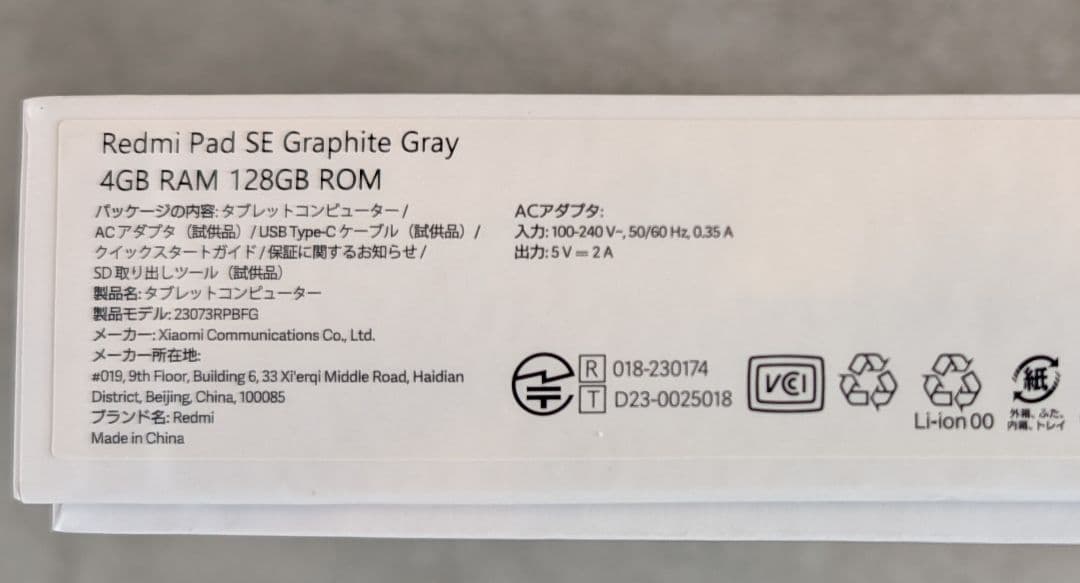 Redmi Pad SE Graphite Gray
4GB RAM 128GB ROM
パッケージの内容: タブレットコンピューター /
ACアダプタ（試供品）/ USB Type-C ケーブル（試供品）/
クイックスタートガイド / 保証に関するお知らせ /
SD 取り出しツール（試供品）
製品名: タブレットコンピューター
製品モデル: 23073RPBFG
メーカー: Xiaomi Communications Co., Ltd.
メーカー所在地:
#019, 9th Floor, Building 6, 33 Xi'erqi Middle Road, Haidian
District, Beijing, China, 100085
ブランド名: Redmi
Made in China
ACアダプタ:
入力: 100-240 V~, 50/60 Hz, 0.35 A
出力: 5 V ⎓ 2 A
R 018-230174
T D23-0025018
VCCI
Li-ion 00
紙
外箱、ふた、
内箱、トレイ